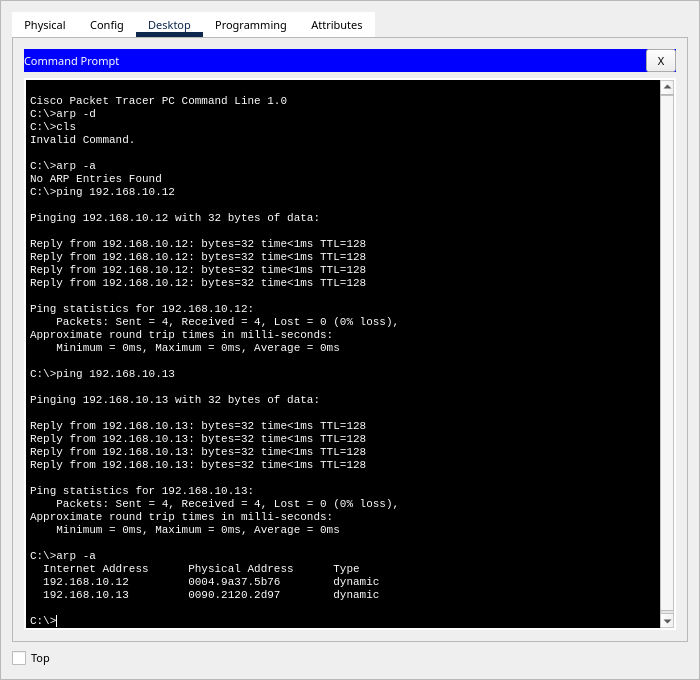 Physical Config Desktop Programming Attributes
Command Prompt X
Cisco Packet Tracer PC Command Line 1.0
C:\>arp -d
C:\>cls
Invalid Command.
C:\>arp -a
No ARP Entries Found
C:\>ping 192.168.10.12
Pinging 192.168.10.12 with 32 bytes of data:
Reply from 192.168.10.12: bytes=32 time<1ms TTL=128
Reply from 192.168.10.12: bytes=32 time<1ms TTL=128
Reply from 192.168.10.12: bytes=32 time<1ms TTL=128
Reply from 192.168.10.12: bytes=32 time<1ms TTL=128
Ping statistics for 192.168.10.12:
Packets: Sent = 4, Received = 4, Lost = 0 (0% loss),
Approximate round trip times in milli-seconds:
Minimum = 0ms, Maximum = 0ms, Average = 0ms
C:\>ping 192.168.10.13
Pinging 192.168.10.13 with 32 bytes of data:
Reply from 192.168.10.13: bytes=32 time<1ms TTL=128
Reply from 192.168.10.13: bytes=32 time<1ms TTL=128
Reply from 192.168.10.13: bytes=32 time<1ms TTL=128
Reply from 192.168.10.13: bytes=32 time<1ms TTL=128
Ping statistics for 192.168.10.13:
Packets: Sent = 4, Received = 4, Lost = 0 (0% loss),
Approximate round trip times in milli-seconds:
Minimum = 0ms, Maximum = 0ms, Average = 0ms
C:\>arp -a
Internet Address Physical Address Type
192.168.10.12 0004.9a37.5b76 dynamic
192.168.10.13 0090.2120.2d97 dynamic
C:\>
Top